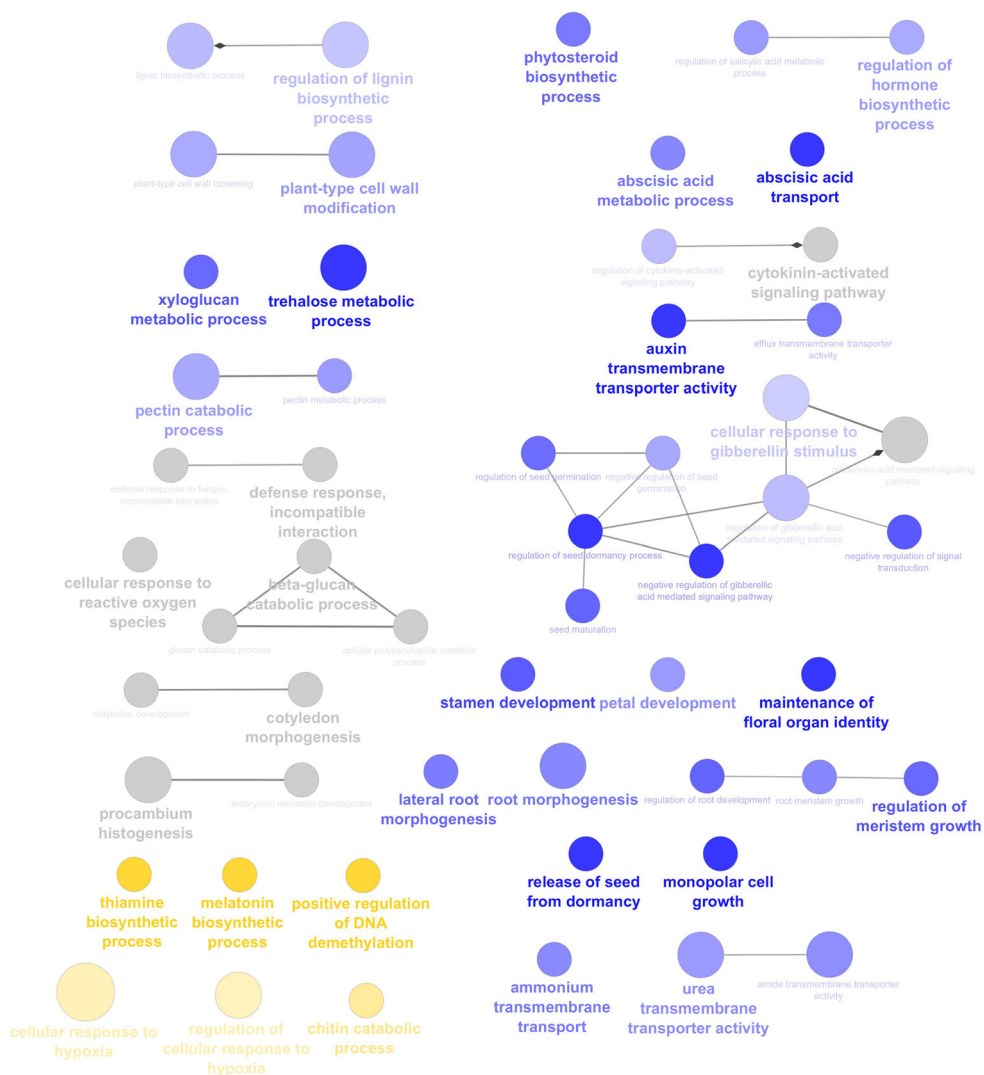 lignin biosynthetic process
regulation of lignin
biosynthetic
process
plant-type cell wall loosening
plant-type cell wall
modification
xyloglucan
metabolic process
trehalose metabolic
process
pectin catabolic
process
pectin metabolic process
defense response to fungus,
incompatible interaction
defense response,
incompatible
interaction
cellular response to
reactive oxygen
species
beta-glucan
catabolic process
glucan catabolic process
cellular polysaccharide catabolic
process
cotyledon development
cotyledon
morphogenesis
procambium
histogenesis
embryonic meristem development
thiamine
biosynthetic
process
melatonin
biosynthetic
process
positive regulation
of DNA
demethylation
cellular response to
hypoxia
regulation of
cellular response to
hypoxia
chitin catabolic
process
phytosteroid
biosynthetic
process
regulation of salicylic acid metabolic
process
regulation of
hormone
biosynthetic
process
abscisic acid
metabolic process
abscisic acid
transport
regulation of cytokinin-activated
signaling pathway
cytokinin-activated
signaling pathway
auxin
transmembrane
transporter activity
efflux transmembrane transporter
activity
cellular response to
gibberellin stimulus
gibberellic acid mediated signaling
pathway
regulation of seed germination
negative regulation of seed
germination
regulation of gibberellic acid
mediated signaling pathway
regulation of seed dormancy process
negative regulation of gibberellic
acid mediated signaling pathway
negative regulation of signal
transduction
seed maturation
stamen development
petal development
maintenance of
floral organ identity
lateral root
morphogenesis
root morphogenesis
regulation of root development
root meristem growth
regulation of
meristem growth
release of seed
from dormancy
monopolar cell
growth
ammonium
transmembrane
transport
urea
transmembrane
transporter activity
amide transmembrane transporter
activity